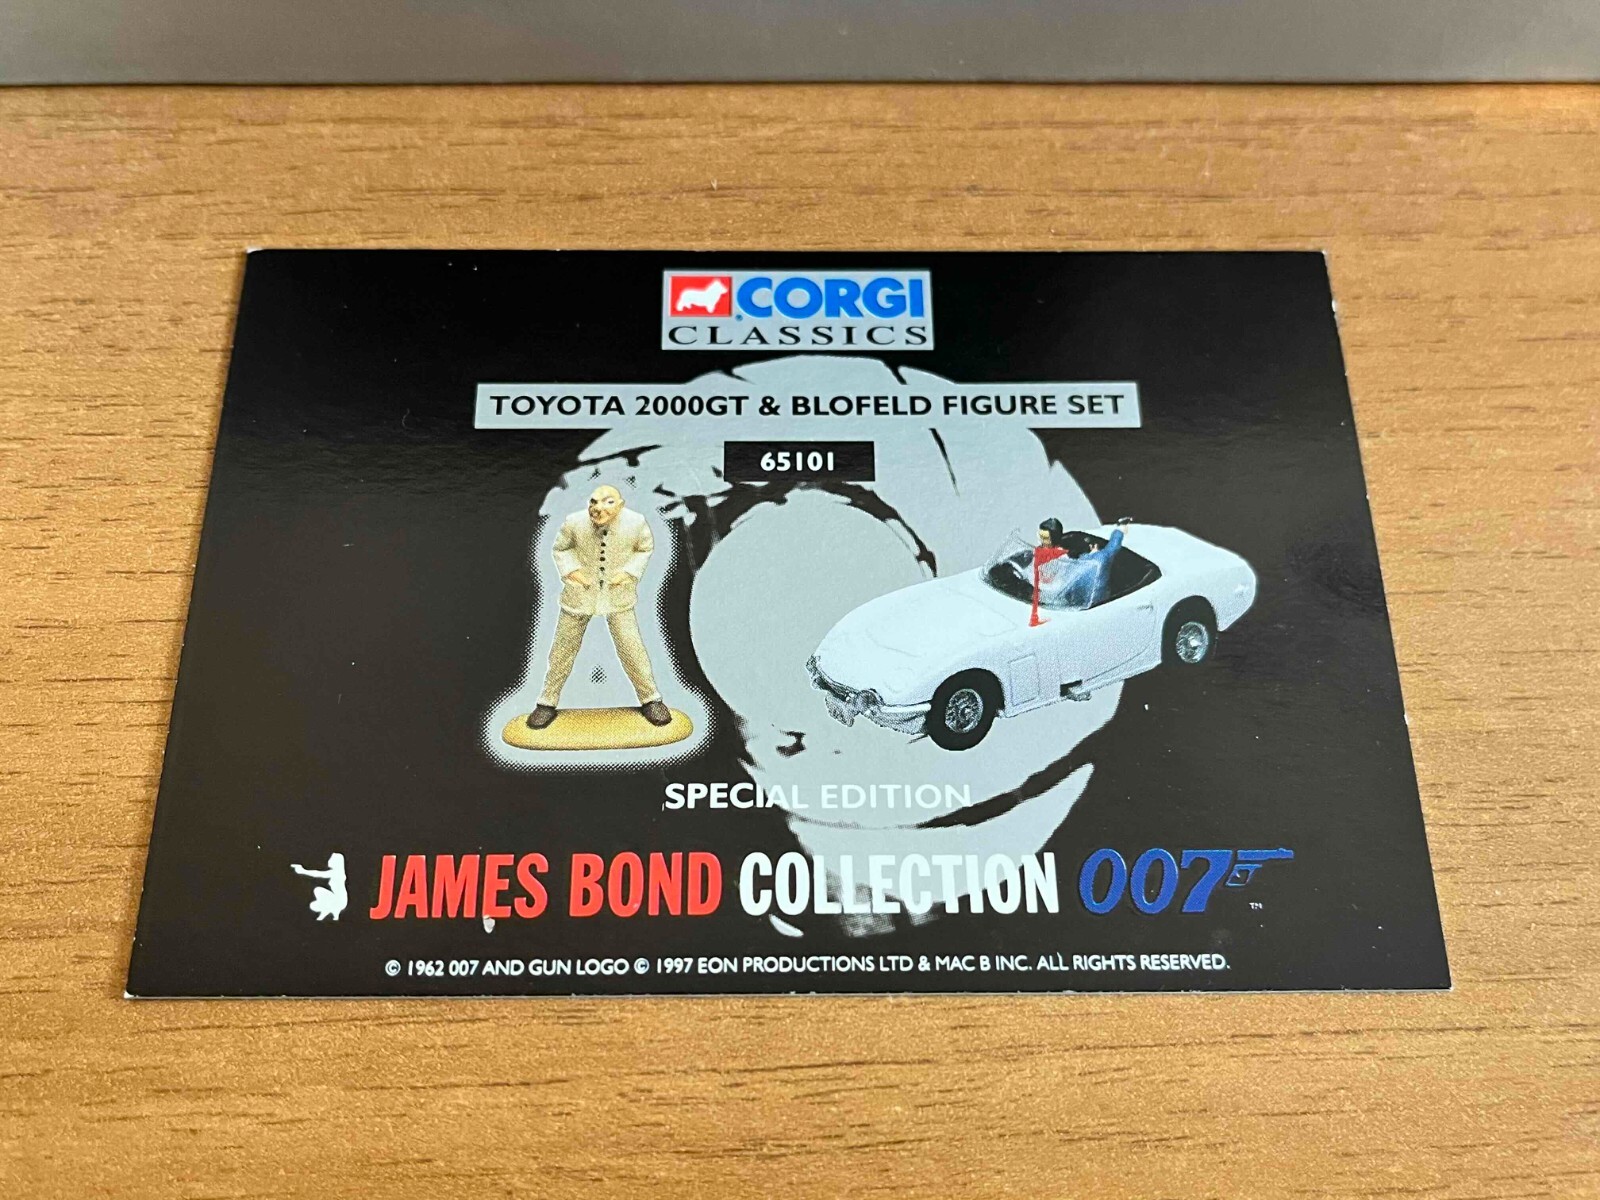 CORGI
CLASSICS
TOYOTA 2000GT & BLOFELD FIGURE SET
65101
SPECIAL EDITION
JAMES BOND COLLECTION 007 TM
© 1962 007 AND GUN LOGO © 1997 EON PRODUCTIONS LTD & MAC B INC. ALL RIGHTS RESERVED.